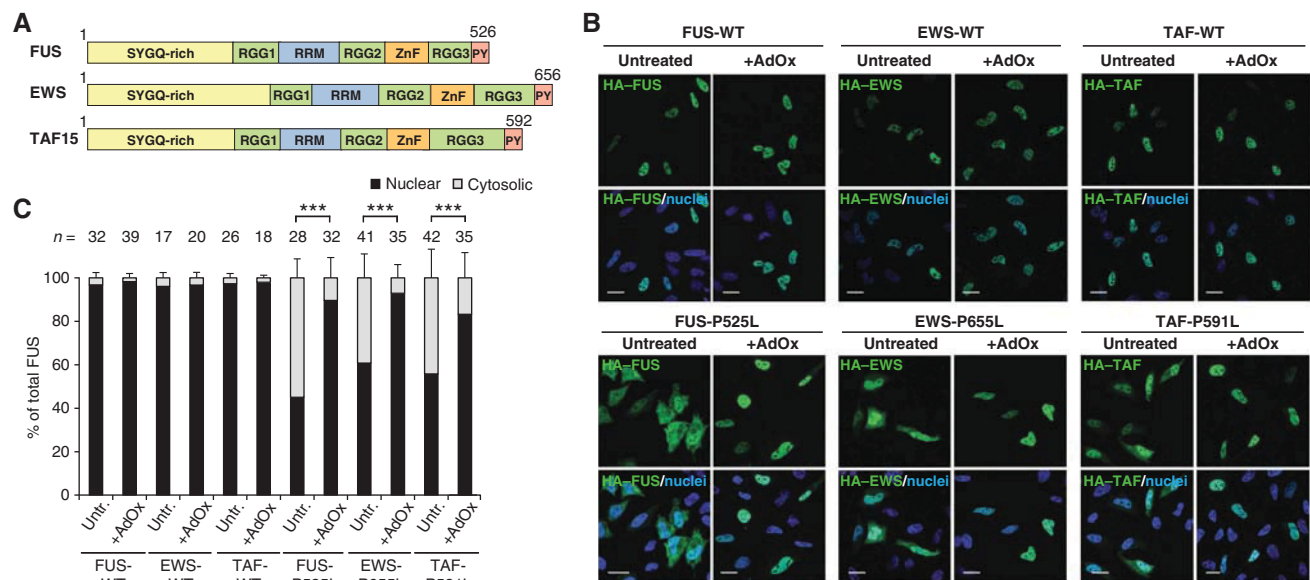 A
1
526
FUS
SYGQ-rich
RGG1
RRM
RGG2
ZnF
RGG3
PY
1
656
EWS
SYGQ-rich
RGG1
RRM
RGG2
ZnF
RGG3
PY
1
592
TAF15
SYGQ-rich
RGG1
RRM
RGG2
ZnF
RGG3
PY
B
FUS-WT
EWS-WT
TAF-WT
Untreated
+AdOx
Untreated
+AdOx
Untreated
+AdOx
HA–FUS
HA–EWS
HA–TAF
HA–FUS/nuclei
HA–EWS/nuclei
HA–TAF/nuclei
FUS-P525L
EWS-P655L
TAF-P591L
Untreated
+AdOx
Untreated
+AdOx
Untreated
+AdOx
HA–FUS
HA–EWS
HA–TAF
HA–FUS/nuclei
HA–EWS/nuclei
HA–TAF/nuclei
C
Nuclear
Cytosolic
***
***
***
n = 32 39 17 20 26 18 28 32 41 35 42 35
% of total FUS
100
80
60
40
20
0
Untr.
+AdOx
Untr.
+AdOx
Untr.
+AdOx
Untr.
+AdOx
Untr.
+AdOx
Untr.
+AdOx
FUS-
EWS-
TAF-
FUS-
EWS-
TAF-